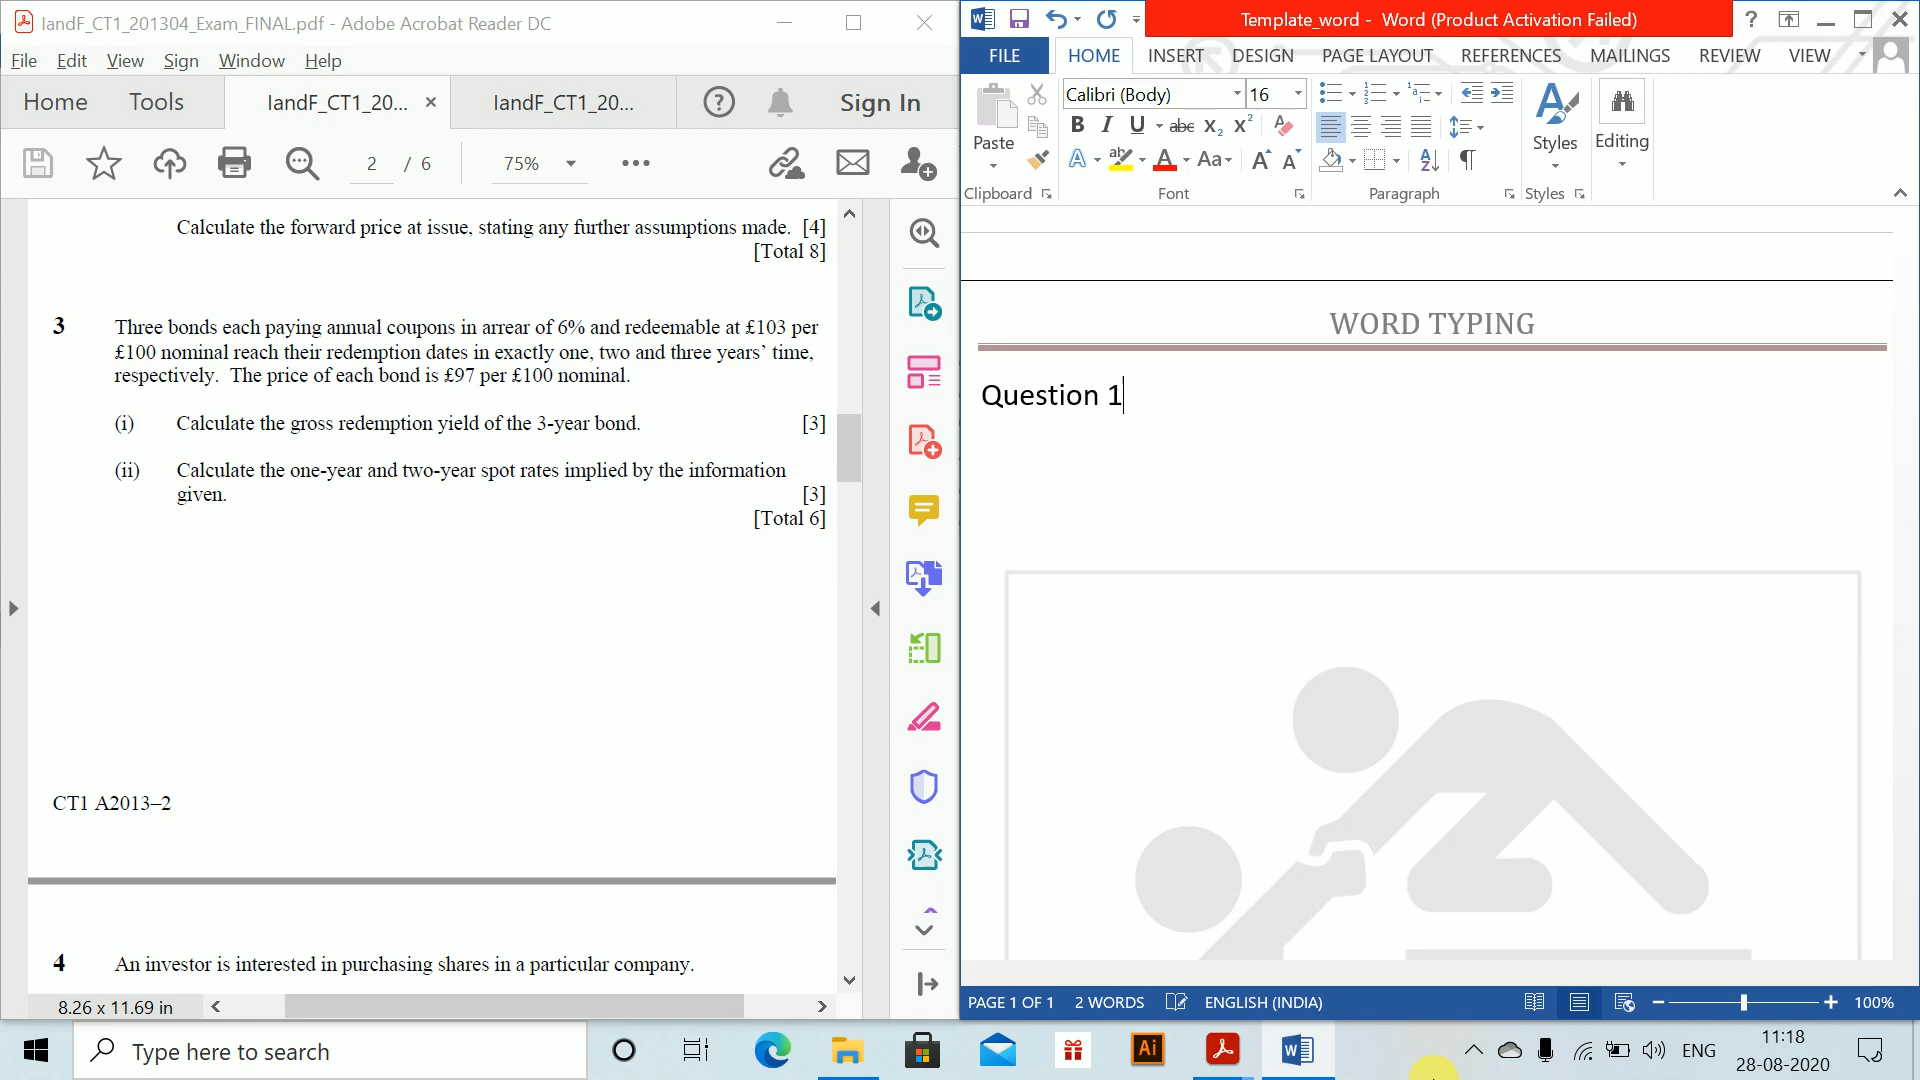 IandF_CT1_201304_Exam_FINAL.pdf - Adobe Acrobat Reader DC
File Edit View Sign Window Help
Home Tools IandF_CT1_20... × IandF_CT1_20... Sign In
2 / 6 75%
Calculate the forward price at issue, stating any further assumptions made. [4]
[Total 8]
3 Three bonds each paying annual coupons in arrear of 6% and redeemable at £103 per
£100 nominal reach their redemption dates in exactly one, two and three years’ time,
respectively. The price of each bond is £97 per £100 nominal.
(i) Calculate the gross redemption yield of the 3-year bond. [3]
(ii) Calculate the one-year and two-year spot rates implied by the information
given. [3]
[Total 6]
CT1 A2013–2
4 An investor is interested in purchasing shares in a particular company.
8.26 x 11.69 in
Template_word - Word (Product Activation Failed)
FILE HOME INSERT DESIGN PAGE LAYOUT REFERENCES MAILINGS REVIEW VIEW
Calibri (Body) 16
Paste Styles Editing
Clipboard Font Paragraph Styles
WORD TYPING
Question 1
PAGE 1 OF 1 2 WORDS ENGLISH (INDIA) 100%
Type here to search
Ai
ENG
11:18
28-08-2020